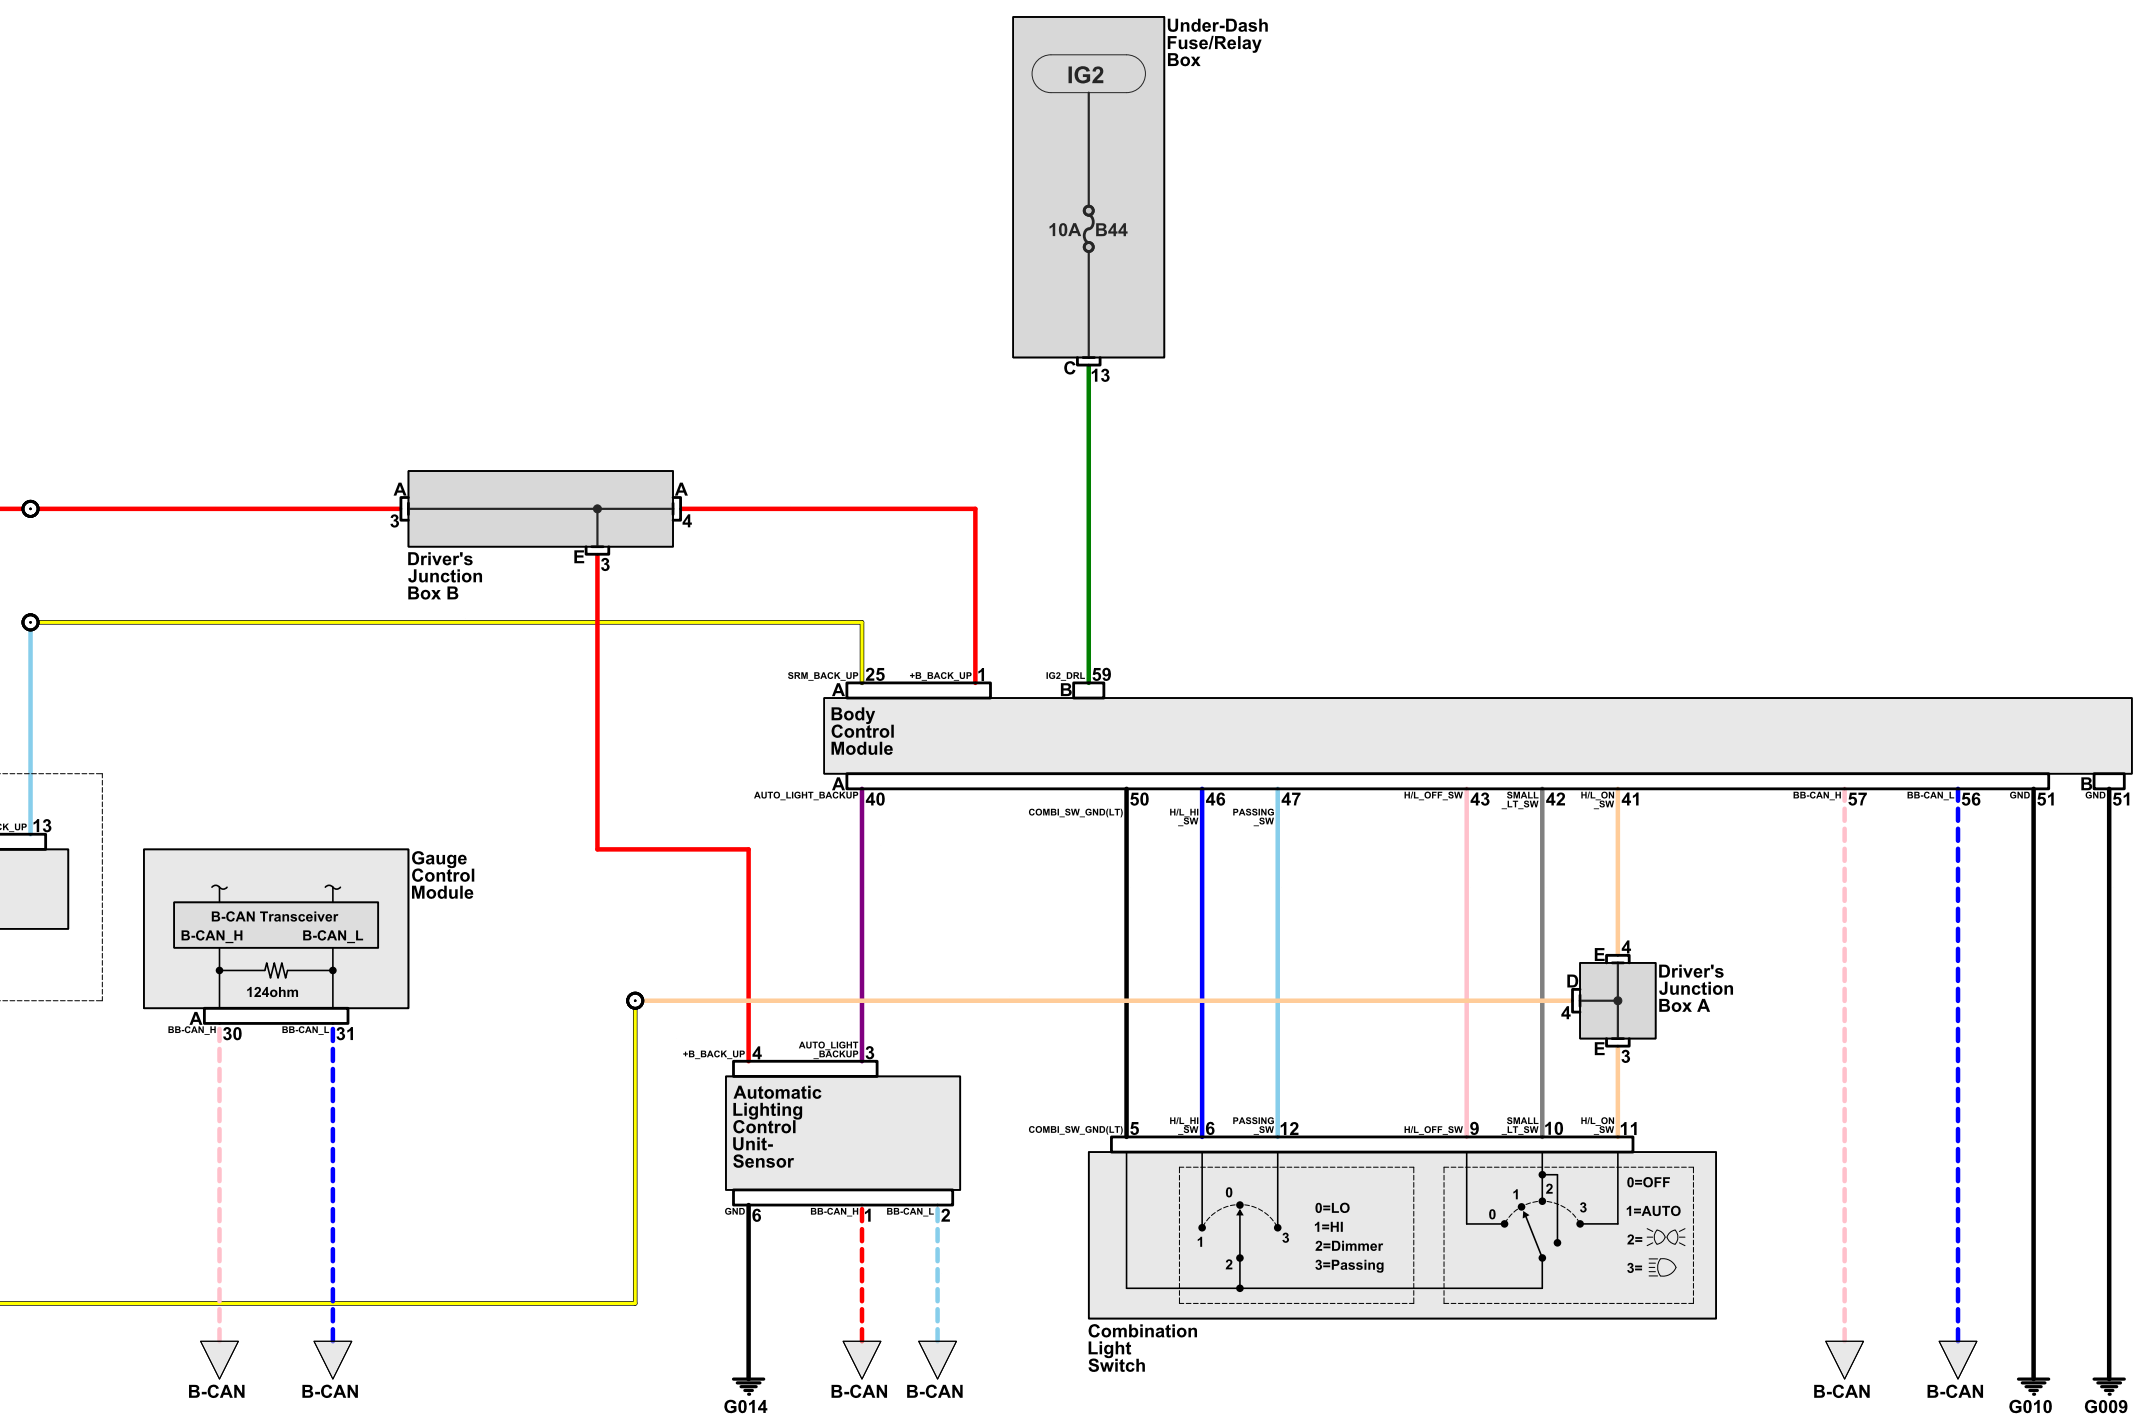 Under-Dash
Fuse/Relay
Box
IG2
10A B44
C 13
A 3
A 4
E 3
Driver's
Junction
Box B
SRM_BACK_UP 25
+B_BACK_UP 1
IG2_DRL 59
A
B
Body
Control
Module
A
B
AUTO_LIGHT_BACKUP 40
COMBI_SW_GND(LT) 50
H/L_HI
_SW 46
PASSING
_SW 47
H/L_OFF_SW 43
SMALL
_LT_SW 42
H/L_ON
_SW 41
BB-CAN_H 57
BB-CAN_L 56
GND 51
GND 51
CK_UP 13
Gauge
Control
Module
B-CAN Transceiver
B-CAN_H B-CAN_L
124ohm
A
BB-CAN_H 30
BB-CAN_L 31
E 4
D 4
E 3
Driver's
Junction
Box A
+B_BACK_UP 4
AUTO_LIGHT
_BACKUP 3
Automatic
Lighting
Control
Unit-
Sensor
GND 6
BB-CAN_H 1
BB-CAN_L 2
COMBI_SW_GND(LT) 5
H/L_HI
_SW 6
PASSING
_SW 12
H/L_OFF_SW 9
SMALL
_LT_SW 10
H/L_ON
_SW 11
0
1
3
2
0=LO
1=HI
2=Dimmer
3=Passing
0
1
2
3
0=OFF
1=AUTO
2=
3=
Combination
Light
Switch
B-CAN
B-CAN
G014
B-CAN
B-CAN
B-CAN
B-CAN
G010
G009